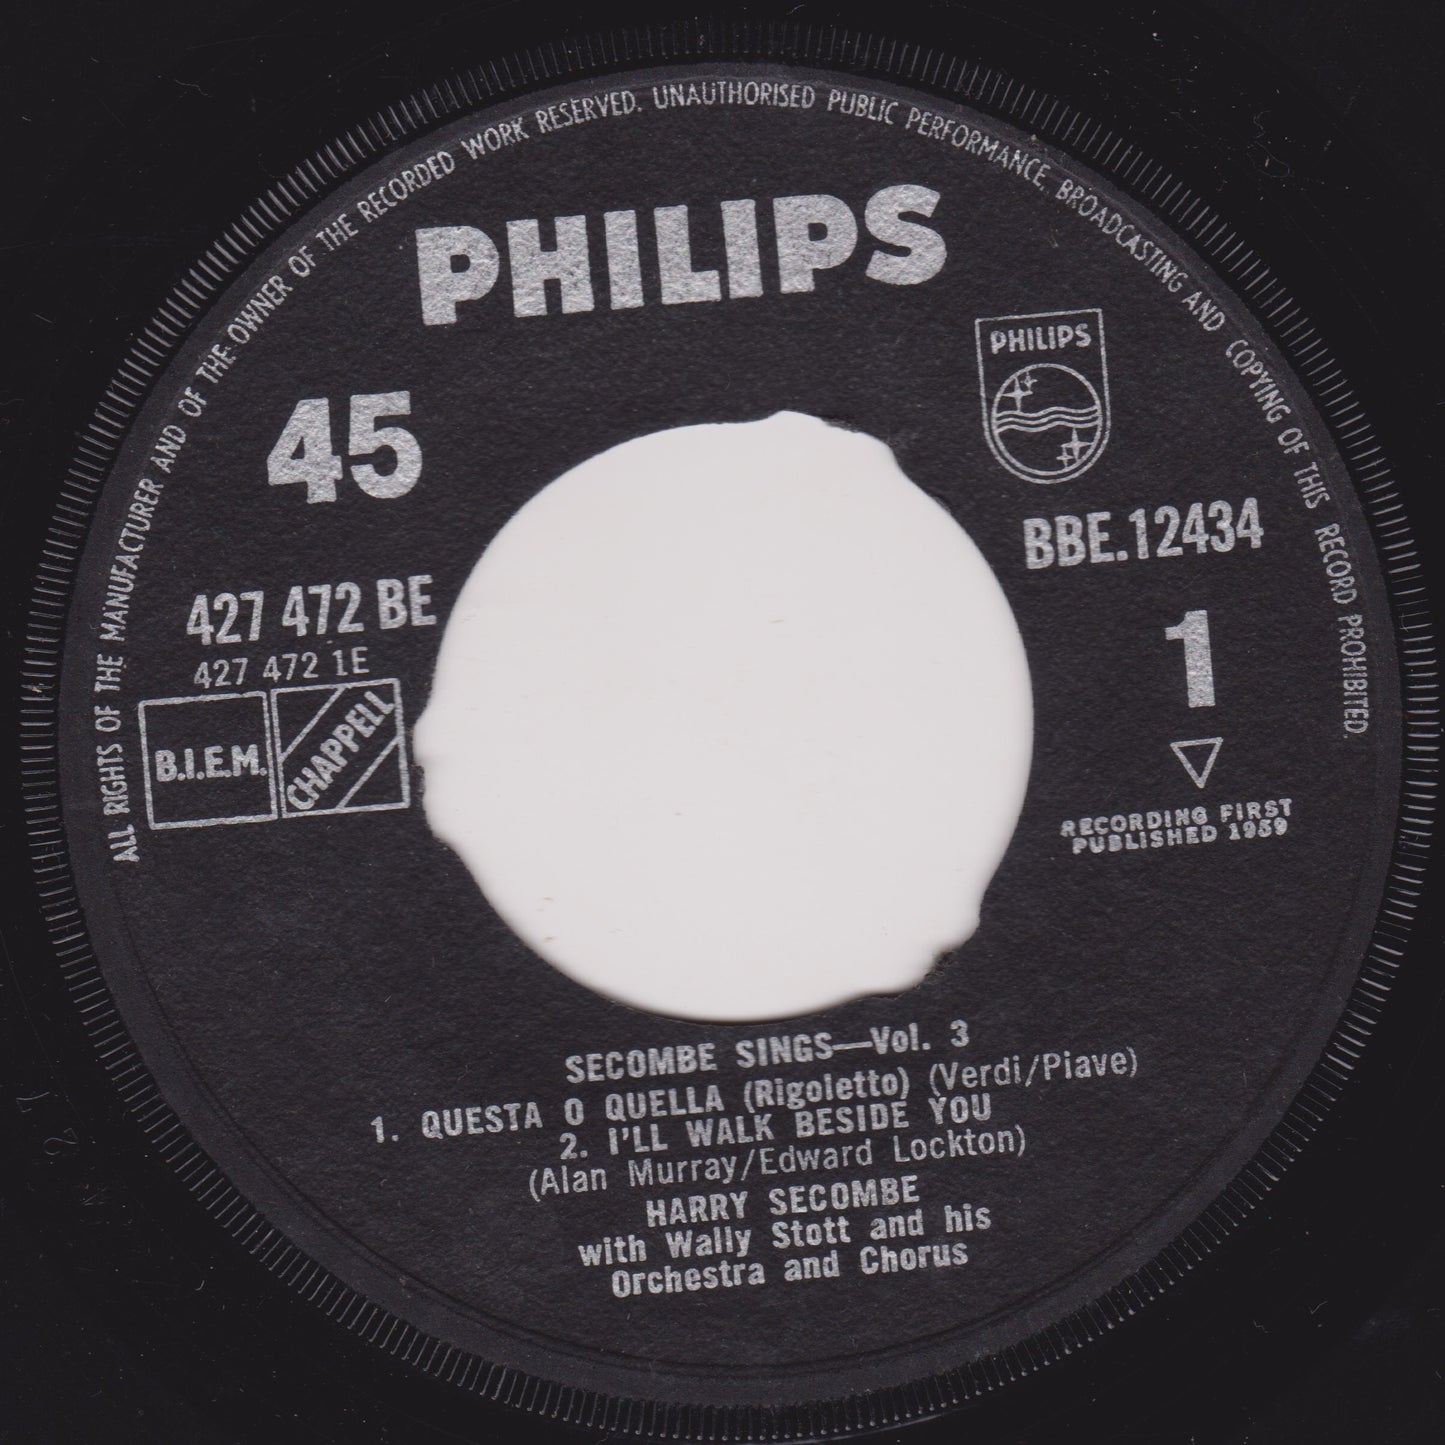 ALL RIGHTS OF THE MANUFACTURER AND OF THE OWNER OF THE RECORDED WORK RESERVED. UNAUTHORISED PUBLIC PERFORMANCE, BROADCASTING AND COPYING OF THIS RECORD PROHIBITED.
PHILIPS
PHILIPS
45
BBE.12434
427 472 BE
427 472 1E
1
B.I.E.M.
CHAPPELL
RECORDING FIRST
PUBLISHED 1959
SECOMBE SINGS—Vol. 3
1. QUESTA O QUELLA (Rigoletto) (Verdi/Piave)
2. I'LL WALK BESIDE YOU
(Alan Murray/Edward Lockton)
HARRY SECOMBE
with Wally Stott and his
Orchestra and Chorus